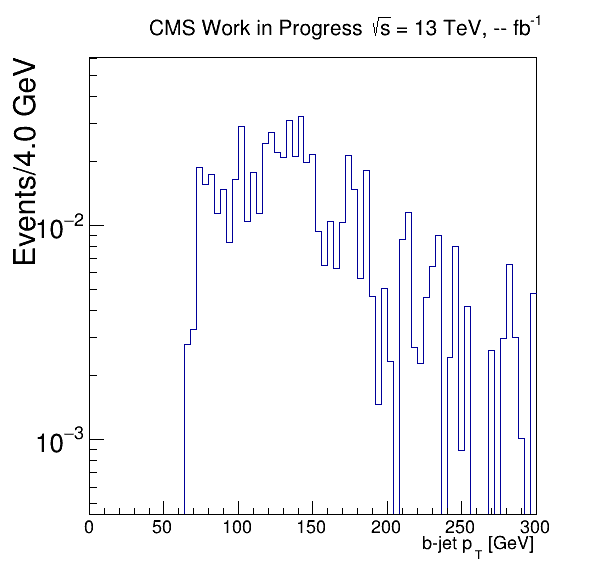 CMS Work in Progress √s = 13 TeV, -- fb⁻¹
Events/4.0 GeV
10⁻²
10⁻³
0 50 100 150 200 250 300
b-jet p_T [GeV]